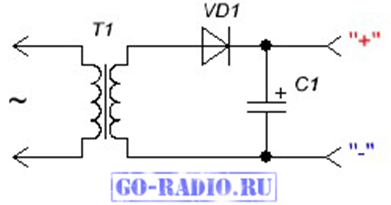 T1
VD1
"+"
~
C1
+
"-"
GO-RADIO.RU